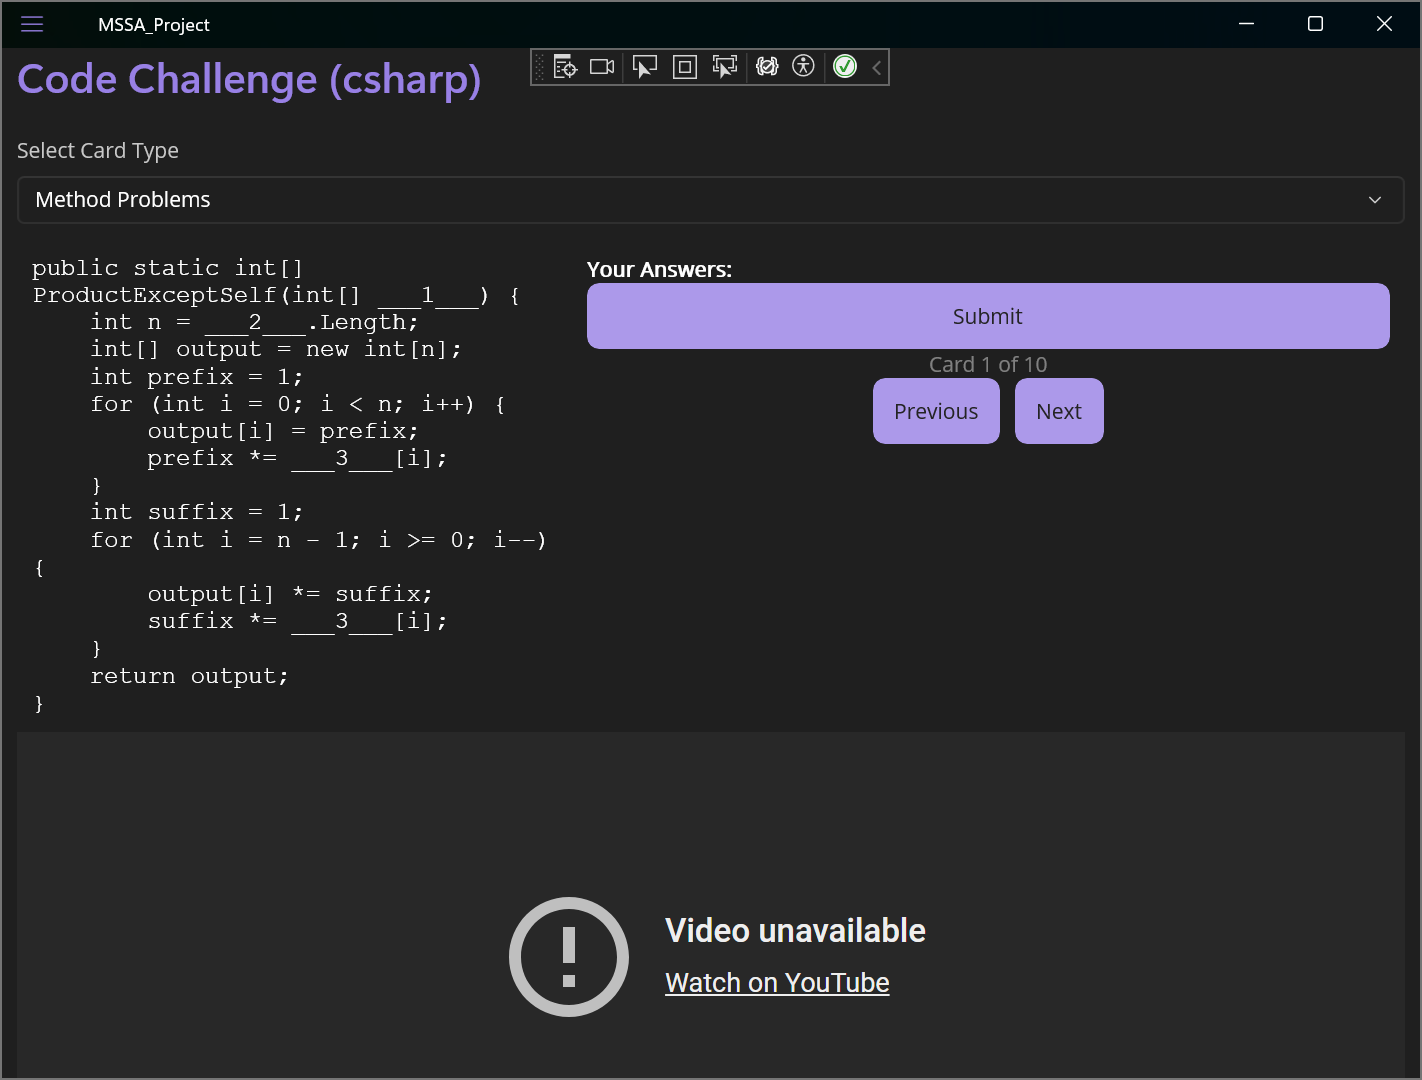 MSSA_Project
Code Challenge (csharp)
Select Card Type
Method Problems
public static int[]
ProductExceptSelf(int[] ___1___) {
    int n = ___2___.Length;
    int[] output = new int[n];
    int prefix = 1;
    for (int i = 0; i < n; i++) {
        output[i] = prefix;
        prefix *= ___3___[i];
    }
    int suffix = 1;
    for (int i = n - 1; i >= 0; i--)
{
        output[i] *= suffix;
        suffix *= ___3___[i];
    }
    return output;
}
Your Answers:
Submit
Card 1 of 10
Previous
Next
Video unavailable
Watch on YouTube